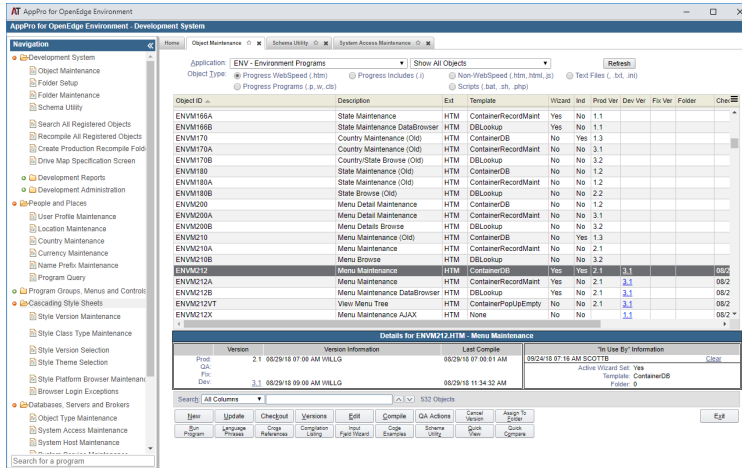 AppPro for OpenEdge Environment
AppPro for OpenEdge Environment - Development System
Navigation
Development System
Object Maintenance
Folder Setup
Folder Maintenance
Schema Utility
Search All Registered Objects
Recompile All Registered Objects
Create Production Recompile Fold
Drive Map Specification Screen
Development Reports
Development Administration
People and Places
User Profile Maintenance
Location Maintenance
Country Maintenance
Currency Maintenance
Name Prefix Maintenance
Program Query
Program Groups, Menus and Controls
Cascading Style Sheets
Style Version Maintenance
Style Class Type Maintenance
Style Version Selection
Style Theme Selection
Style Platform Browser Maintenanc
Browser Login Exceptions
Databases, Servers and Brokers
Object Type Maintenance
System Access Maintenance
System Host Maintenance
Search for a program
Home Object Maintenance Schema Utility System Access Maintenance
Application: ENV - Environment Programs Show All Objects Refresh
Object Type: Progress WebSpeed (.htm) Progress Includes (.i) Non-WebSpeed (.htm,.html,.js) Text Files (, .txt, .ini)
Progress Programs (.p,.w,.cls) Scripts (.bat, .sh, .php)
Object ID Description Ext Template Wizard Ind Prod Ver Dev Ver Fix Ver Folder Chec
ENVM166A State Maintenance HTM ContainerRecordMaint Yes No 1.1
ENVM166B State Maintenance DataBrowser HTM DBLookup Yes No 1.1
ENVM170 Country Maintenance (Old) HTM ContainerDB No Yes 1.3
ENVM170A Country Maintenance (Old) HTM ContainerRecordMaint No No 3.1
ENVM170B Country/State Browse (Old) HTM DBLookup No No 3.2
ENVM180 State Maintenance (Old) HTM ContainerDB No No 1.2
ENVM180A State Maintenance (Old) HTM ContainerRecordMaint No No 1.2
ENVM180B State Browse (Old) HTM DBLookup No No 2.2
ENVM200 Menu Detail Maintenance HTM ContainerDB No No 1.2
ENVM200A Menu Detail Maintenance HTM ContainerRecordMaint No No 3.1
ENVM200B Menu Details Browse HTM DBLookup No No 3.2
ENVM210 Menu Maintenance (Old) HTM ContainerDB No Yes 1.3
ENVM210A Menu Maintenance HTM ContainerRecordMaint No No 2.1
ENVM210B Menu Browse HTM DBLookup No No 3.2
ENVM212 Menu Maintenance HTM ContainerDB Yes Yes 2.1 3.1 08/2
ENVM212A Menu Maintenance HTM ContainerRecordMaint Yes No 2.1 3.1 08/2
ENVM212B Menu Maintenance DataBrowser HTM DBLookup Yes No 2.1 3.1 08/2
ENVM212VT View Menu Tree HTM ContainerPopUpEmpty No No 2.1 3.1 08/2
ENVM212X Menu Maintenance AJAX HTM None No No 1.1 08/2
Details for ENVM212.HTM - Menu Maintenance
Version Version Information Last Compile "In Use By" Information
Prod: 2.1 08/29/18 07:00 AM WILLG 08/29/18 07:00:01 AM 09/24/18 07:16 AM SCOTTB Clear
QA: Active Wizard Set: Yes
Fix: Template: ContainerDB
Dev: 3.1 08/29/18 09:00 AM WILLG 08/29/18 11:34:32 AM Folder: 0
Search: All Columns 532 Objects
New Update Checkout Versions Edit Compile QA Actions Cancel Version Assign To Folder Exit
Run Program Language Phrases Cross References Compilation Listing Input Field Wizard Code Examples Schema Utility Quick View Quick Compare